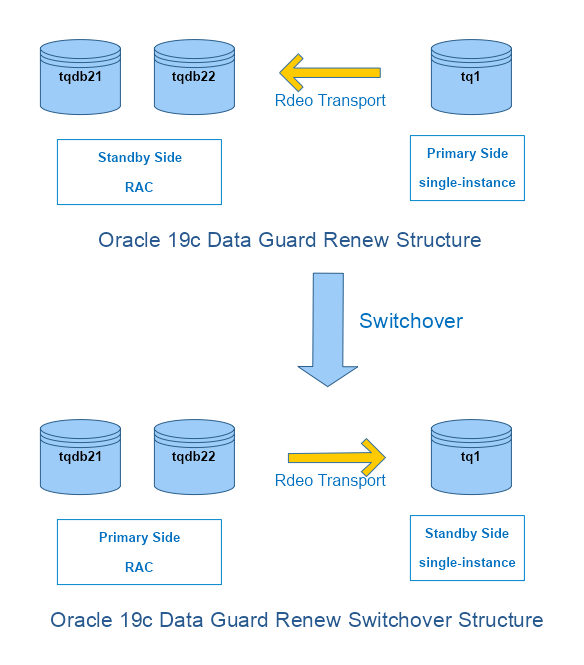 tqdb21
tqdb22
tq1
Rdeo Transport
Standby Side
RAC
Primary Side
single-instance
Oracle 19c Data Guard Renew Structure
Switchover
tqdb21
tqdb22
tq1
Rdeo Transport
Primary Side
RAC
Standby Side
single-instance
Oracle 19c Data Guard Renew Switchover Structure